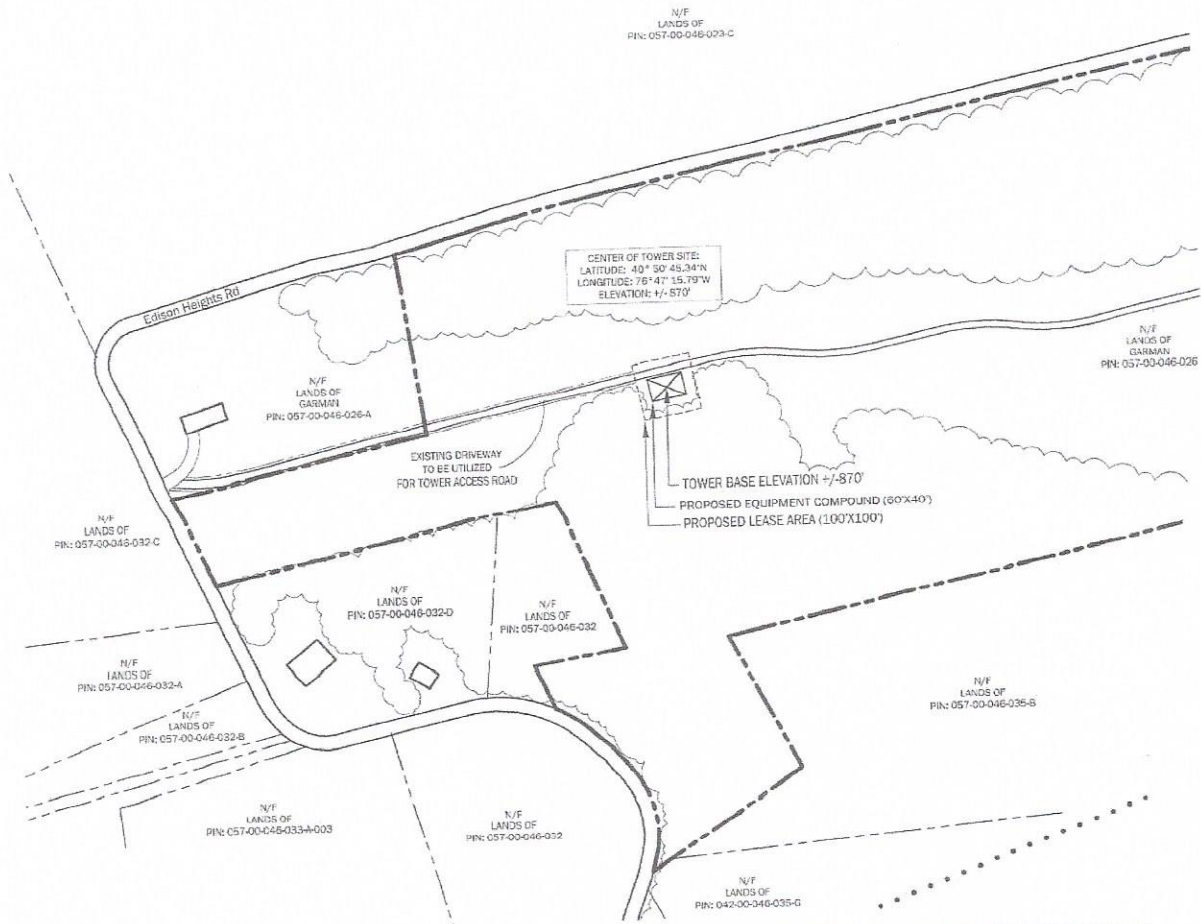 N/F
LANDS OF
PIN: 057-00-046-023-C
CENTER OF TOWER SITE:
LATITUDE: 40° 50' 45.34"N
LONGITUDE: 76°47' 15.79"W
ELEVATION: +/- 870'
Edison Heights Rd
N/F
LANDS OF
GARMAN
PIN: 057-00-046-026
N/F
LANDS OF
GARMAN
PIN: 057-00-046-026-A
EXISTING DRIVEWAY
TO BE UTILIZED
FOR TOWER ACCESS ROAD
TOWER BASE ELEVATION +/-870'
PROPOSED EQUIPMENT COMPOUND (60'X40')
PROPOSED LEASE AREA (100'X100')
N/F
LANDS OF
PIN: 057-00-046-032-C
N/F
LANDS OF
PIN: 057-00-046-032-D
N/F
LANDS OF
PIN: 057-00-046-032
N/F
LANDS OF
PIN: 057-00-046-032-A
N/F
LANDS OF
PIN: 057-00-046-035-B
N/F
LANDS OF
PIN: 057-00-046-032-B
N/F
LANDS OF
PIN: 057-00-046-033-A-003
N/F
LANDS OF
PIN: 057-00-046-032
N/F
LANDS OF
PIN: 042-00-046-035-G